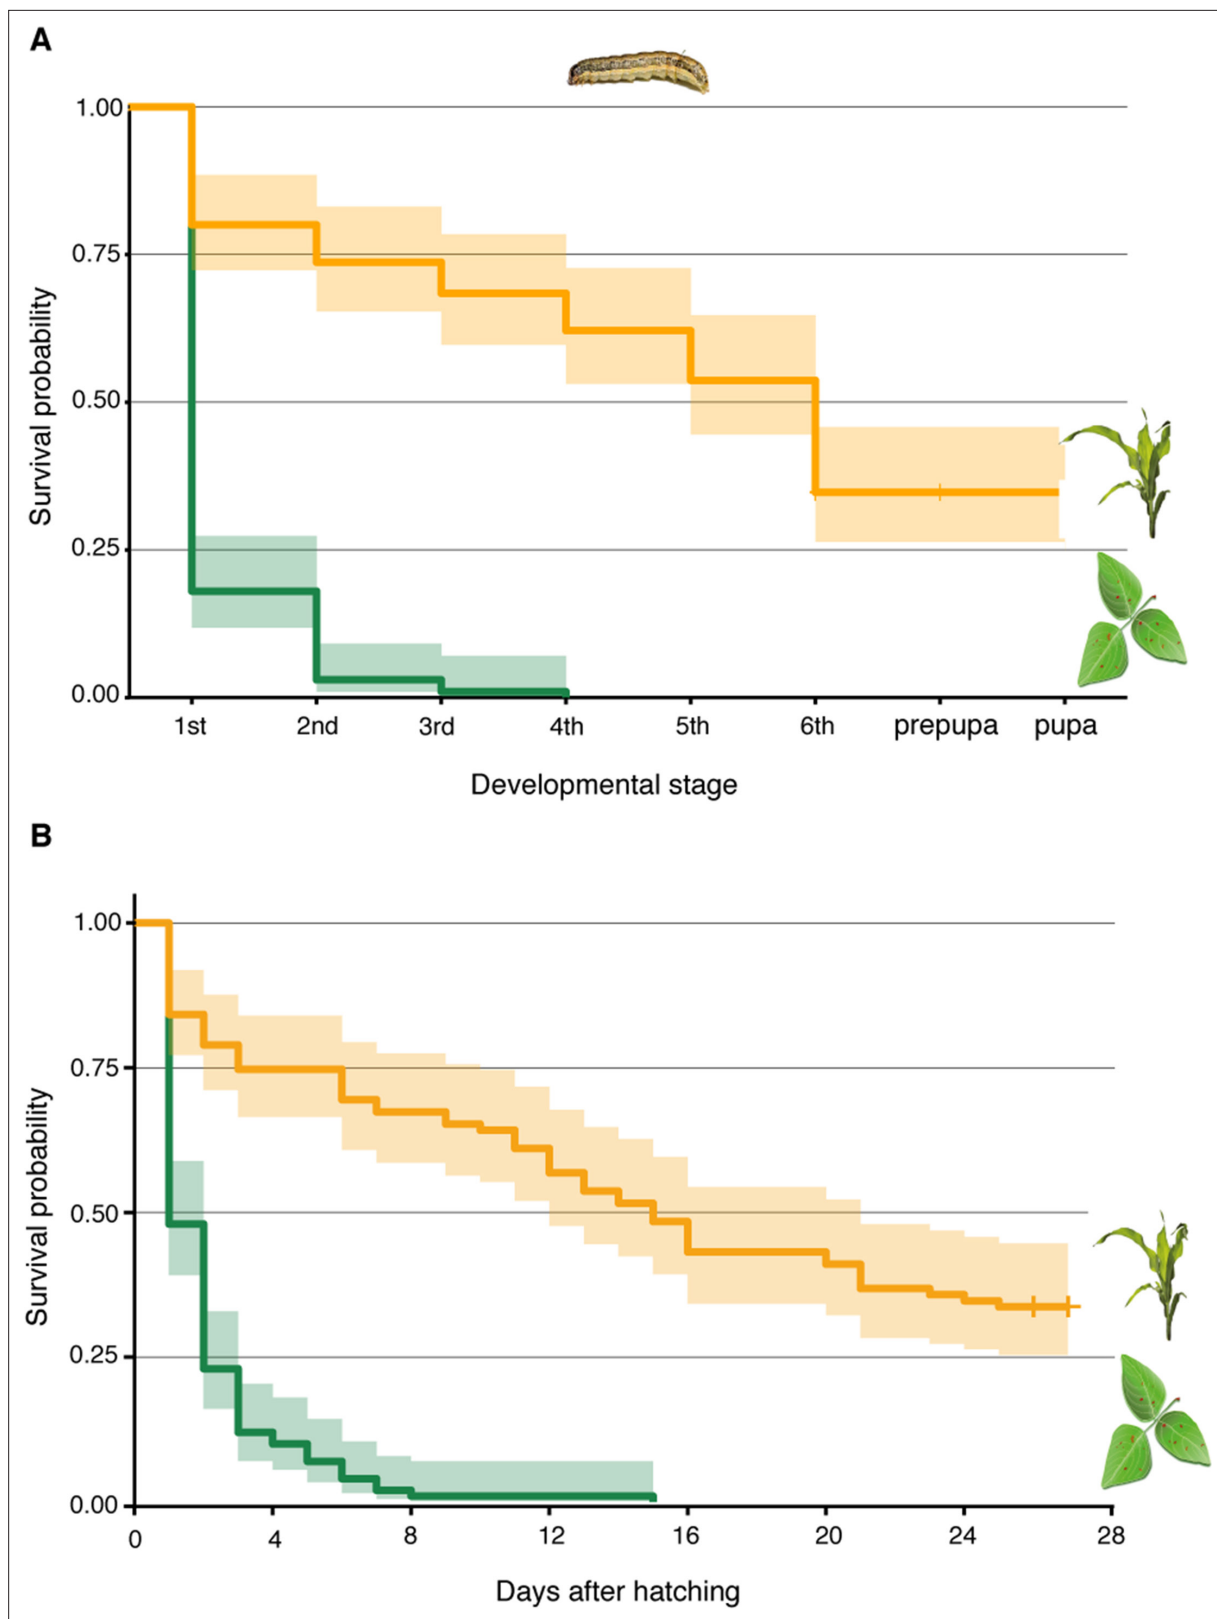 A
1.00
0.75
0.50
0.25
0.00
Survival probability
1st 2nd 3rd 4th 5th 6th prepupa pupa
Developmental stage
B
1.00
0.75
0.50
0.25
0.00
Survival probability
0 4 8 12 16 20 24 28
Days after hatching